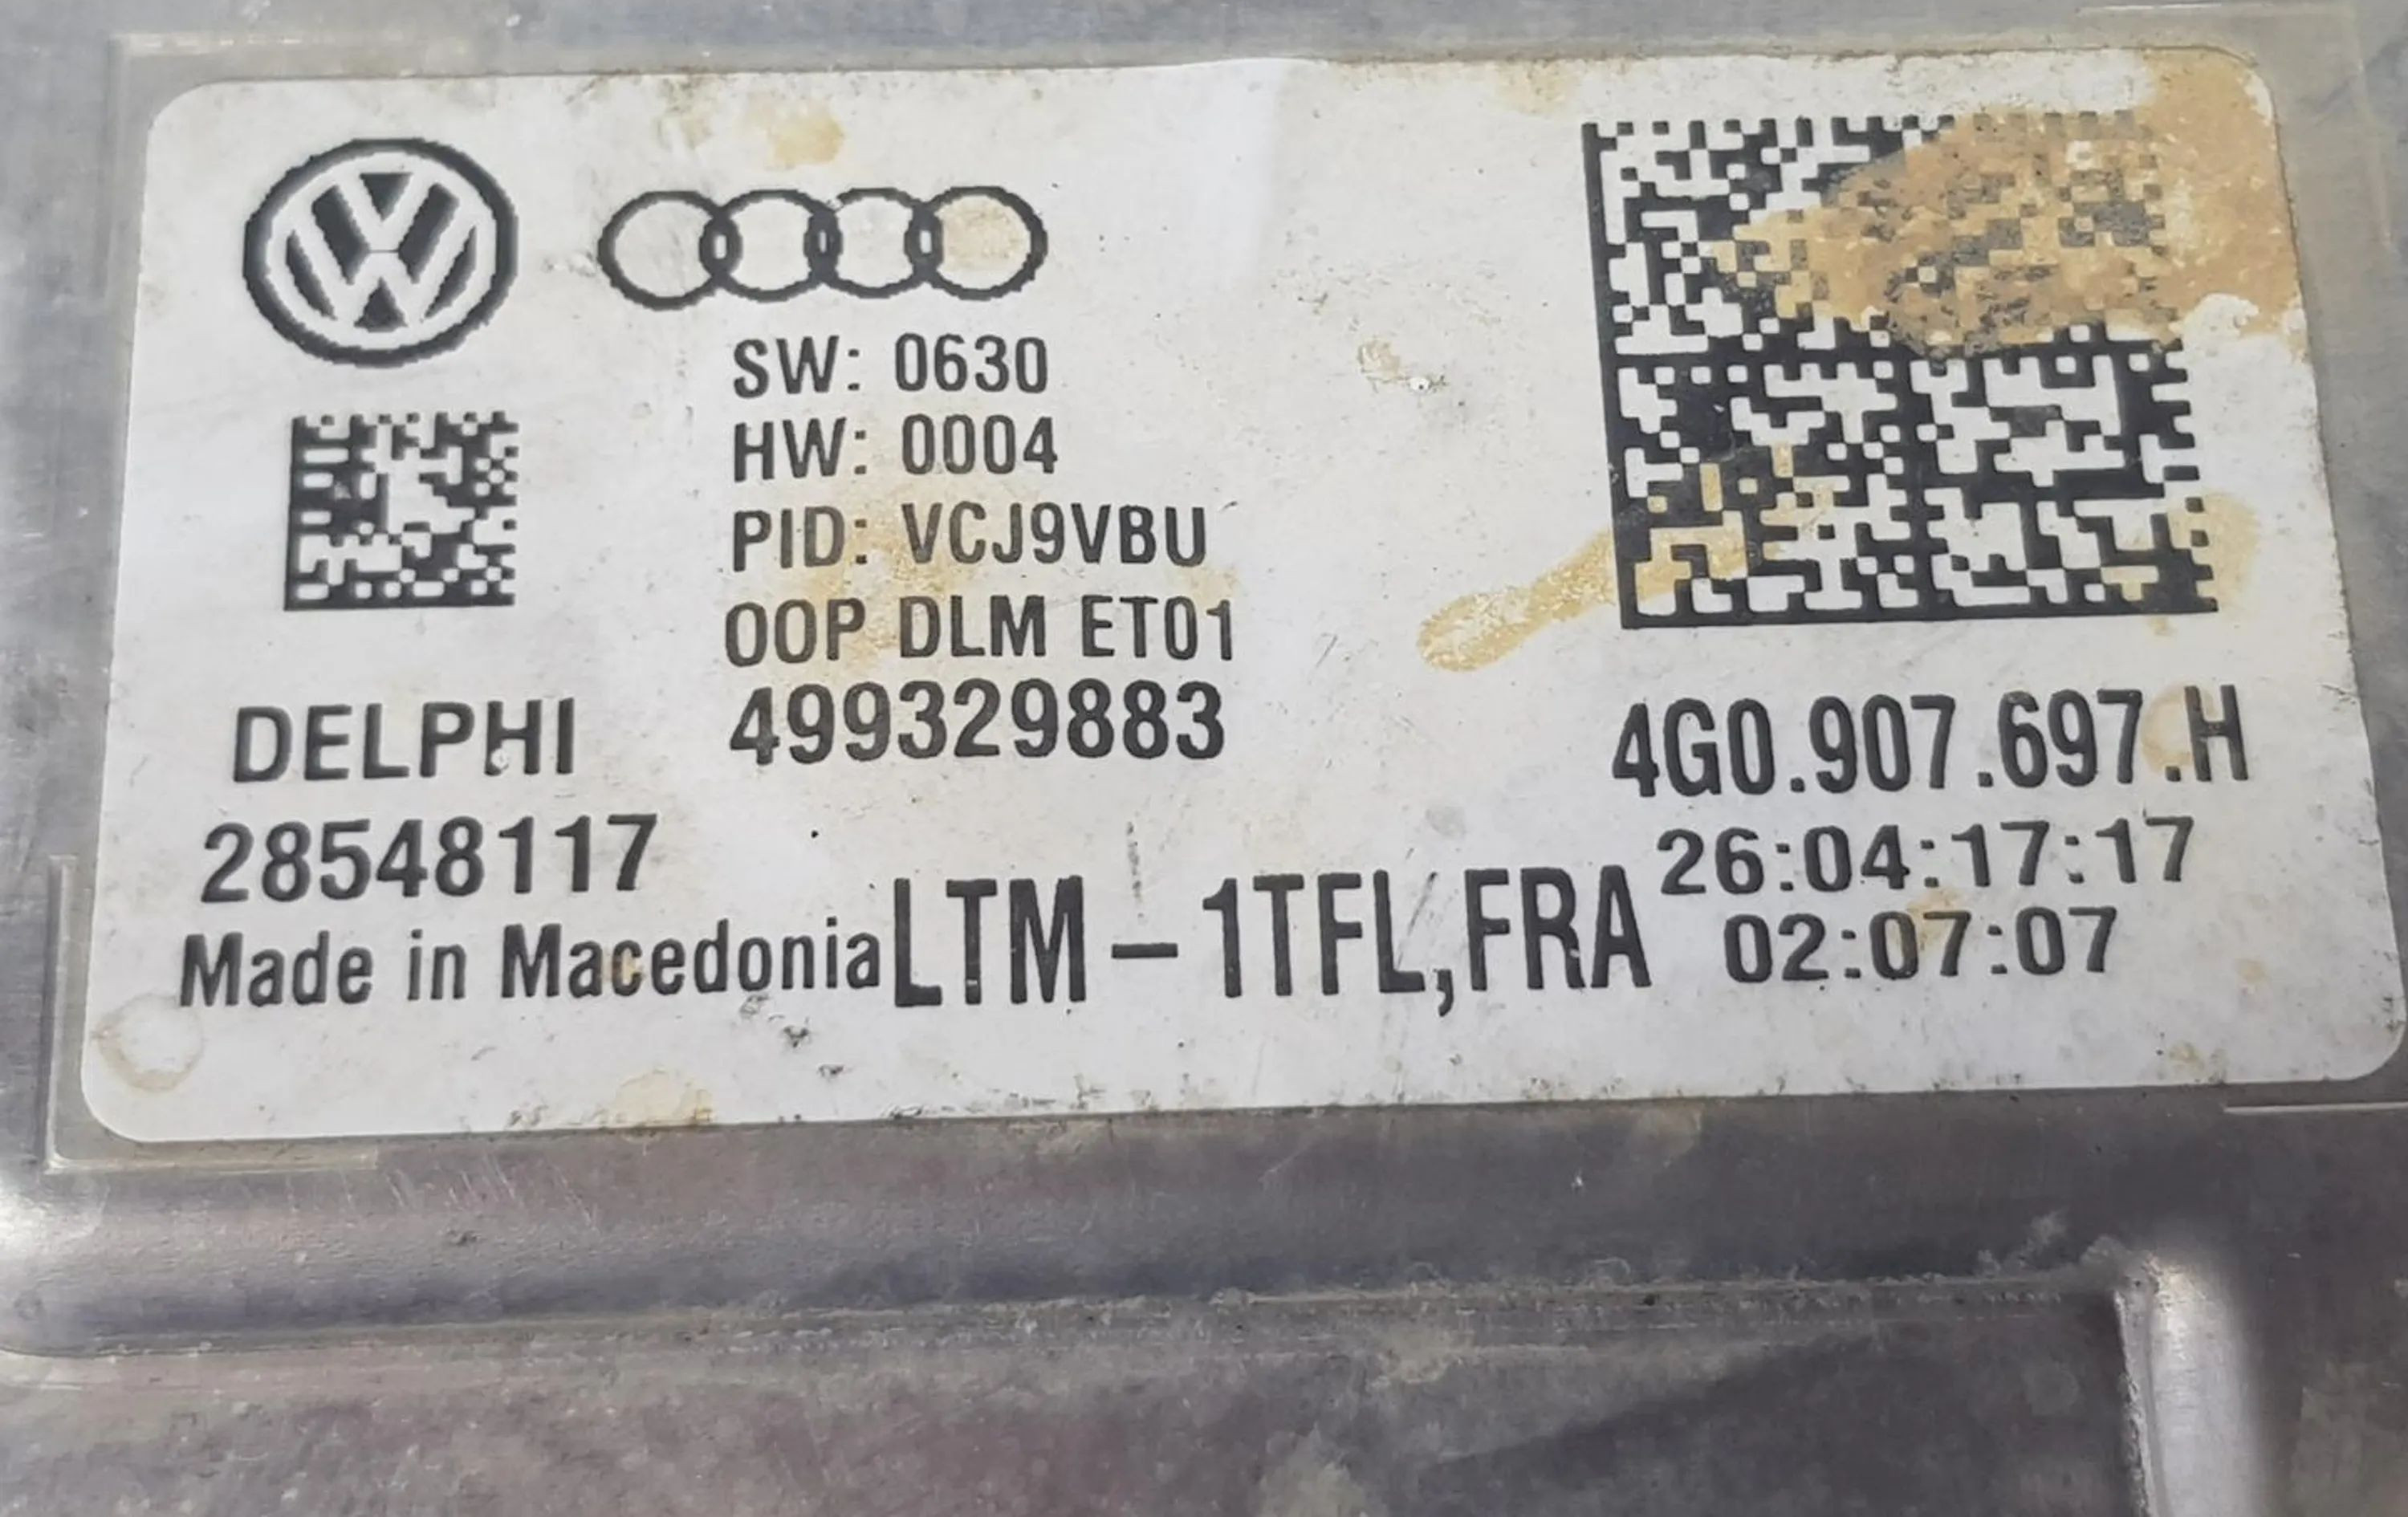 SW: 0630
HW: 0004
PID: VCJ9VBU
00P DLM ET01
499329883
DELPHI
28548117
Made in Macedonia
LTM – 1TFL,FRA
4G0.907.697.H
26:04:17:17
02:07:07